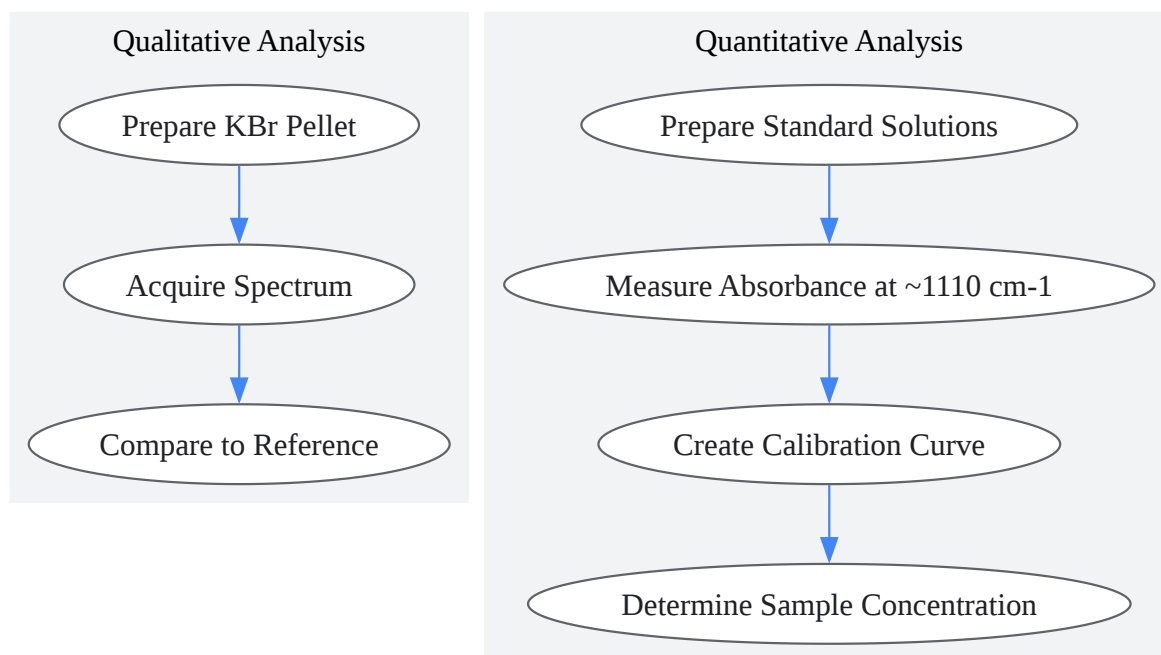 Qualitative Analysis
Prepare KBr Pellet
Acquire Spectrum
Compare to Reference
Quantitative Analysis
Prepare Standard Solutions
Measure Absorbance at ~1110 cm-1
Create Calibration Curve
Determine Sample Concentration